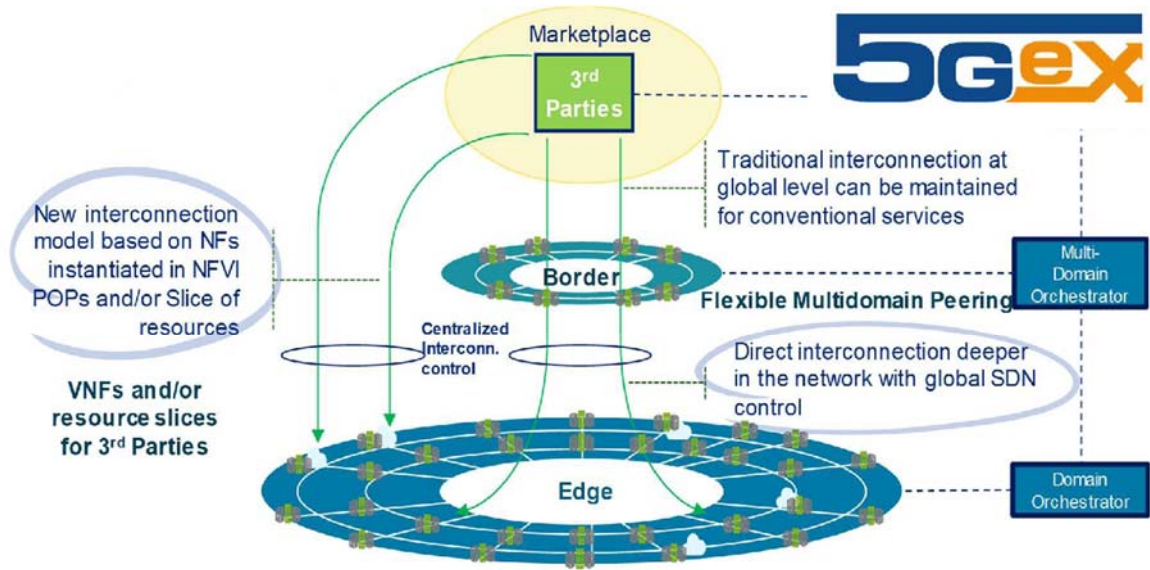 Marketplace
5Gex
3rd
Parties
Traditional interconnection at
global level can be maintained
for conventional services
New interconnection
model based on NFs
instantiated in NFVI
POPs and/or Slice of
resources
Border
Multi-
Domain
Orchestrator
Flexible Multidomain Peering
Centralized
Interconn.
control
Direct interconnection deeper
in the network with global SDN
control
VNFs and/or
resource slices
for 3rd Parties
Edge
Domain
Orchestrator